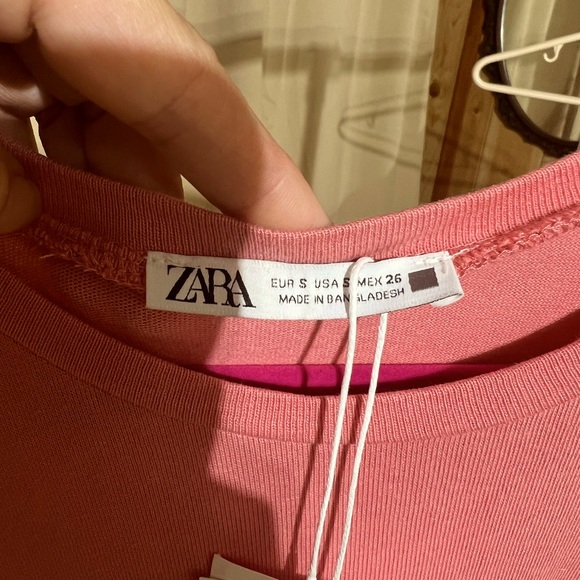 ZARA
EUR S USA S MEX 26
MADE IN BANGLADESH